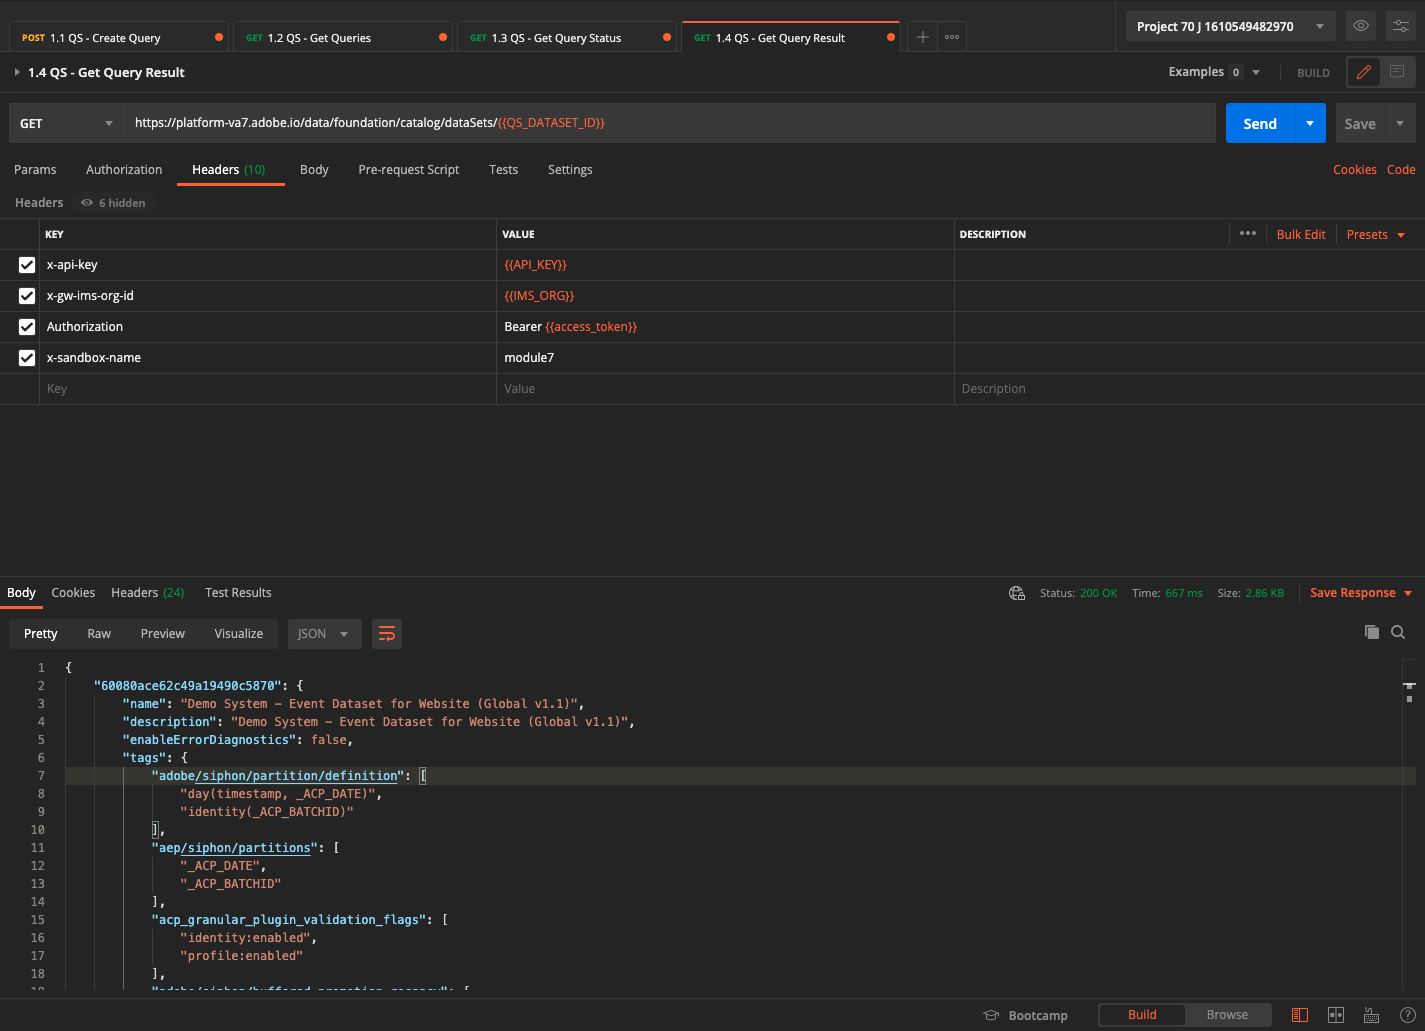 POST 1.1 QS - Create Query
GET 1.2 QS - Get Queries
GET 1.3 QS - Get Query Status
GET 1.4 QS - Get Query Result
Project 70 J 1610549482970
1.4 QS - Get Query Result
Examples 0
BUILD
GET
https://platform-va7.adobe.io/data/foundation/catalog/dataSets/{{QS_DATASET_ID}}
Send
Save
Params Authorization Headers (10) Body Pre-request Script Tests Settings
Cookies Code
Headers 6 hidden
KEY VALUE DESCRIPTION ••• Bulk Edit Presets
x-api-key {{API_KEY}}
x-gw-ims-org-id {{IMS_ORG}}
Authorization Bearer {{access_token}}
x-sandbox-name module7
Key Value Description
Body Cookies Headers (24) Test Results
Status: 200 OK Time: 667 ms Size: 2.86 KB Save Response
Pretty Raw Preview Visualize JSON
1 {
2 "60080ace62c49a19490c5870": {
3 "name": "Demo System – Event Dataset for Website (Global v1.1)",
4 "description": "Demo System – Event Dataset for Website (Global v1.1)",
5 "enableErrorDiagnostics": false,
6 "tags": {
7 "adobe/siphon/partition/definition": [
8 "day(timestamp, _ACP_DATE)",
9 "identity(_ACP_BATCHID)"
10 ],
11 "aep/siphon/partitions": [
12 "_ACP_DATE",
13 "_ACP_BATCHID"
14 ],
15 "acp_granular_plugin_validation_flags": [
16 "identity:enabled",
17 "profile:enabled"
18 ],
Bootcamp Build Browse